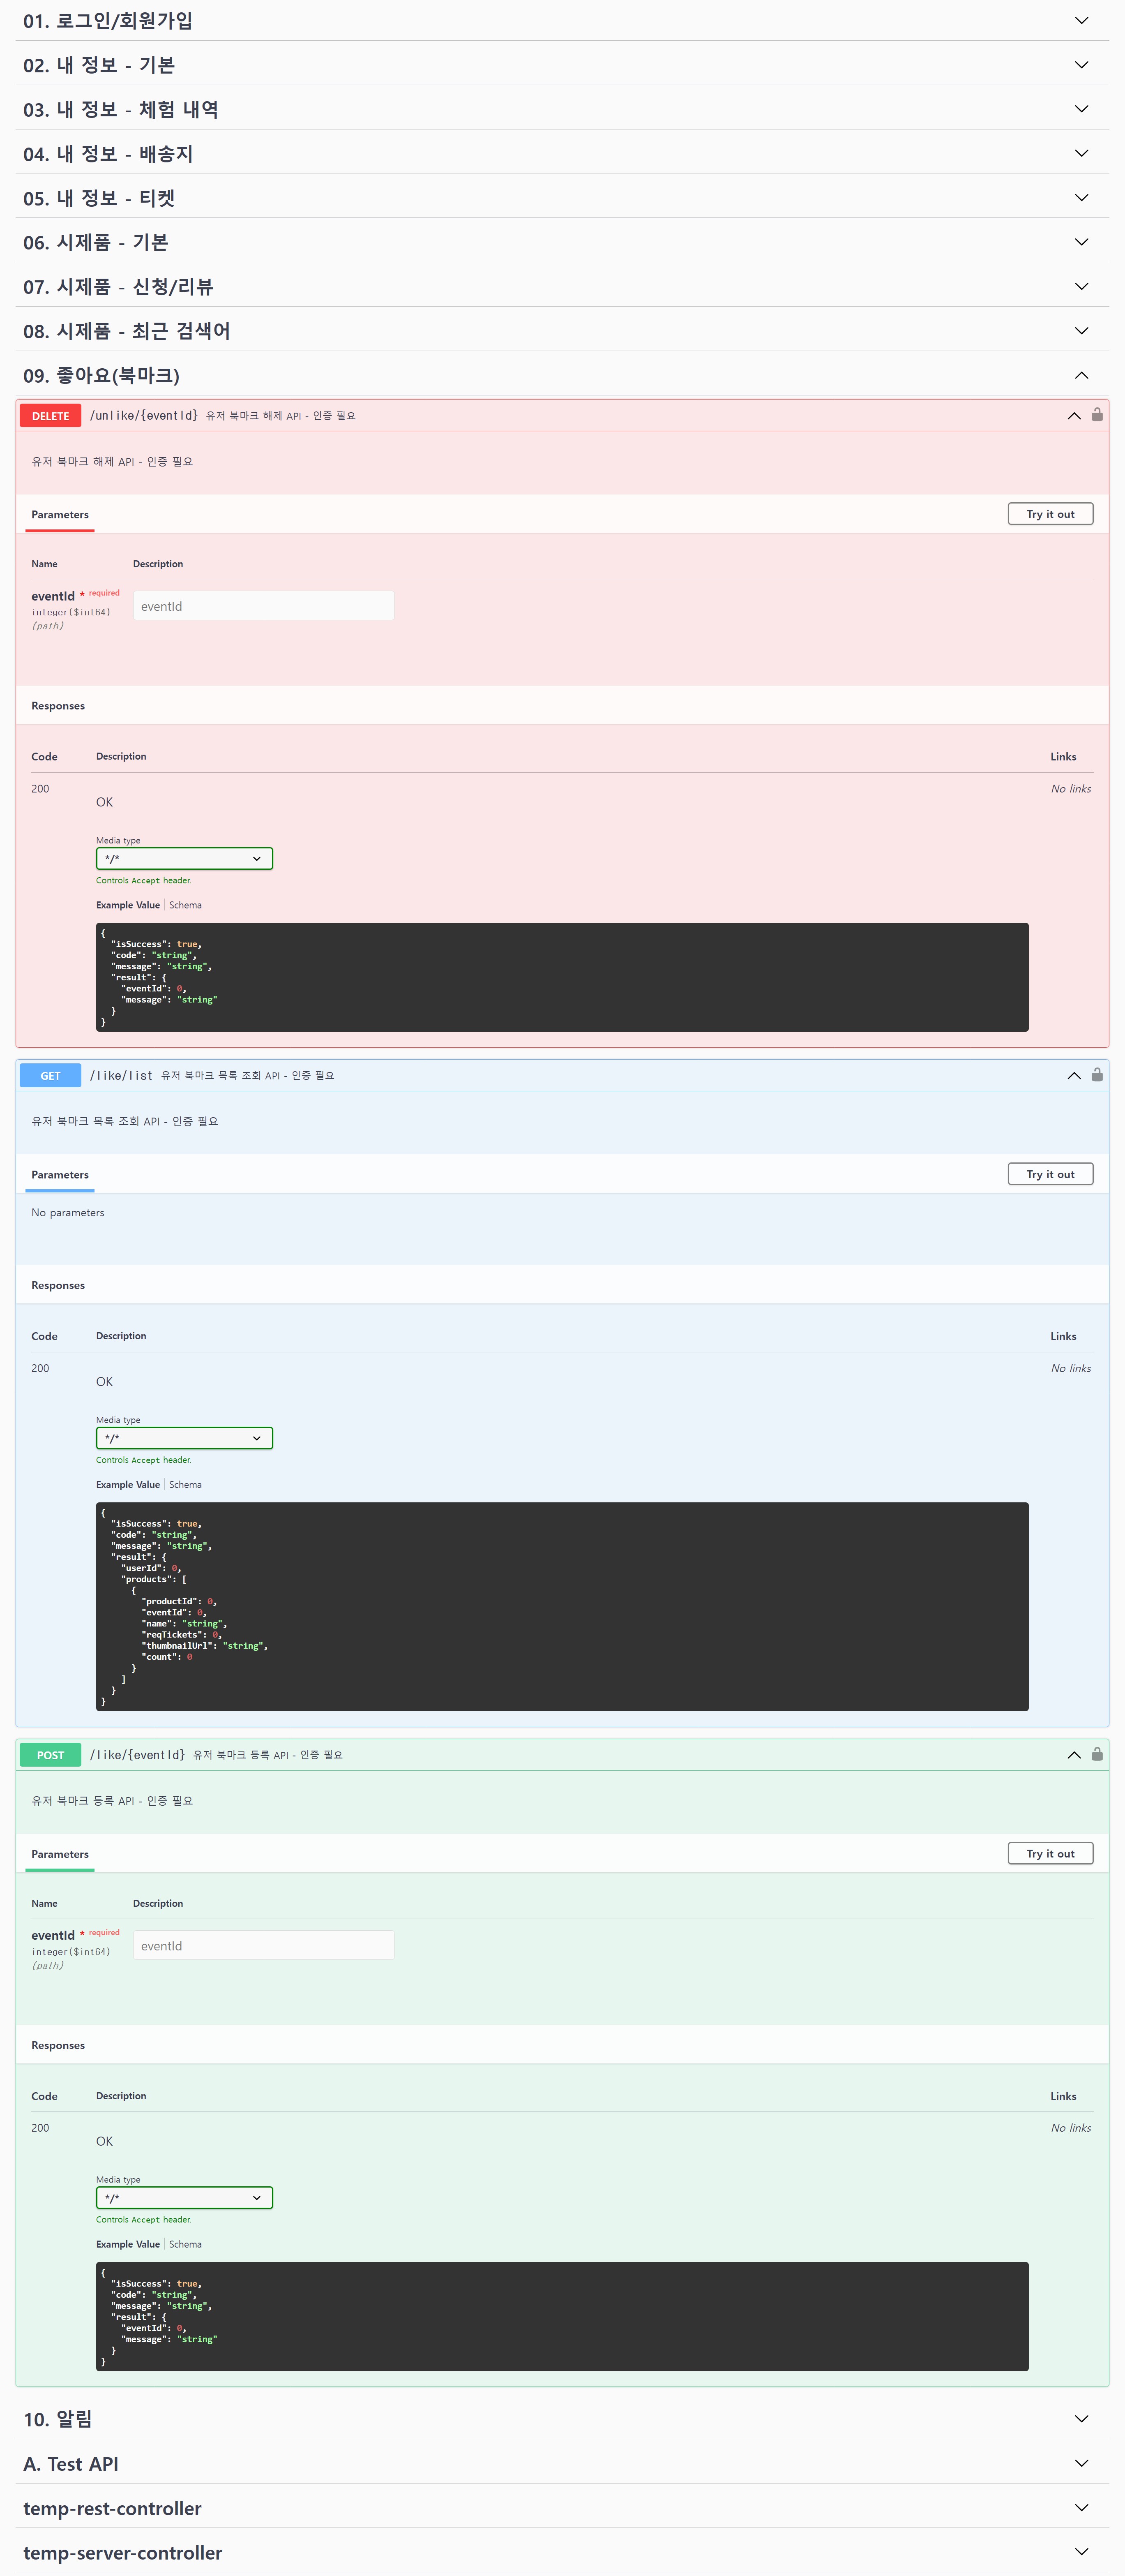 01. 로그인/회원가입
02. 내 정보 - 기본
03. 내 정보 - 체험 내역
04. 내 정보 - 배송지
05. 내 정보 - 티켓
06. 시제품 - 기본
07. 시제품 - 신청/리뷰
08. 시제품 - 최근 검색어
09. 좋아요(북마크)
DELETE /unlike/{eventId} 유저 북마크 해제 API - 인증 필요
유저 북마크 해제 API - 인증 필요
Parameters Try it out
Name Description
eventId * required eventId
integer($int64)
(path)
Responses
Code Description Links
200 No links
OK
Media type
*/*
Controls Accept header.
Example Value Schema
{
  "isSuccess": true,
  "code": "string",
  "message": "string",
  "result": {
    "eventId": 0,
    "message": "string"
  }
}
GET /like/list 유저 북마크 목록 조회 API - 인증 필요
유저 북마크 목록 조회 API - 인증 필요
Parameters Try it out
No parameters
Responses
Code Description Links
200 No links
OK
Media type
*/*
Controls Accept header.
Example Value Schema
{
  "isSuccess": true,
  "code": "string",
  "message": "string",
  "result": {
    "userId": 0,
    "products": [
      {
        "productId": 0,
        "eventId": 0,
        "name": "string",
        "reqTickets": 0,
        "thumbnailUrl": "string",
        "count": 0
      }
    ]
  }
}
POST /like/{eventId} 유저 북마크 등록 API - 인증 필요
유저 북마크 등록 API - 인증 필요
Parameters Try it out
Name Description
eventId * required eventId
integer($int64)
(path)
Responses
Code Description Links
200 No links
OK
Media type
*/*
Controls Accept header.
Example Value Schema
{
  "isSuccess": true,
  "code": "string",
  "message": "string",
  "result": {
    "eventId": 0,
    "message": "string"
  }
}
10. 알림
A. Test API
temp-rest-controller
temp-server-controller